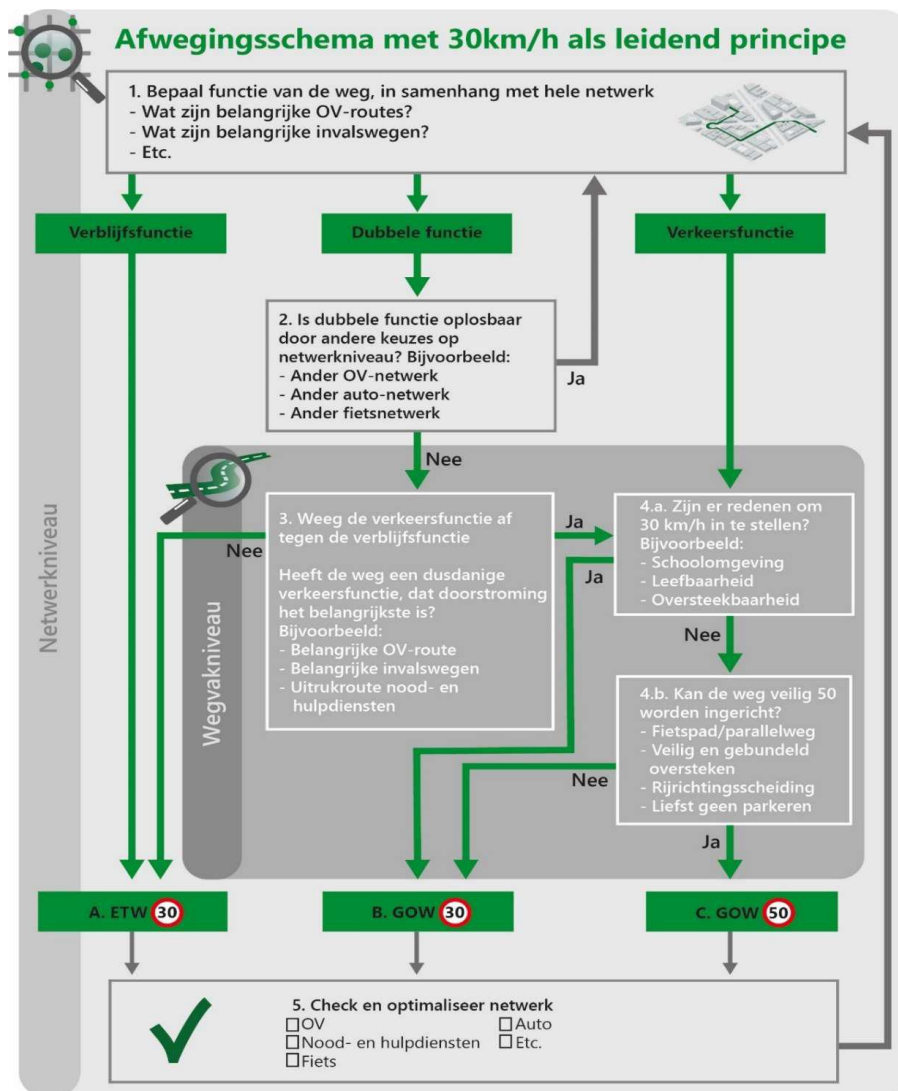 Afwegingsschema met 30km/h als leidend principe
1. Bepaal functie van de weg, in samenhang met hele netwerk
- Wat zijn belangrijke OV-routes?
- Wat zijn belangrijke invalswegen?
- Etc.
Verblijfsfunctie
Dubbele functie
Verkeersfunctie
2. Is dubbele functie oplosbaar
door andere keuzes op
netwerkniveau? Bijvoorbeeld:
- Ander OV-netwerk
- Ander auto-netwerk
- Ander fietsnetwerk
Ja
Nee
Netwerkniveau
Wegvakniveau
3. Weeg de verkeersfunctie af
tegen de verblijfsfunctie
Heeft de weg een dusdanige
verkeersfunctie, dat doorstroming
het belangrijkste is?
Bijvoorbeeld:
- Belangrijke OV-route
- Belangrijke invalswegen
- Uitrukroute nood- en
hulpdiensten
Nee
Ja
4.a. Zijn er redenen om
30 km/h in te stellen?
Bijvoorbeeld:
- Schoolomgeving
- Leefbaarheid
- Oversteekbaarheid
Ja
Nee
4.b. Kan de weg veilig 50
worden ingericht?
- Fietspad/parallelweg
- Veilig en gebundeld
oversteken
- Rijrichtingsscheiding
- Liefst geen parkeren
Nee
Ja
A. ETW 30
B. GOW 30
C. GOW 50
5. Check en optimaliseer netwerk
OV
Nood- en hulpdiensten
Fiets
Auto
Etc.